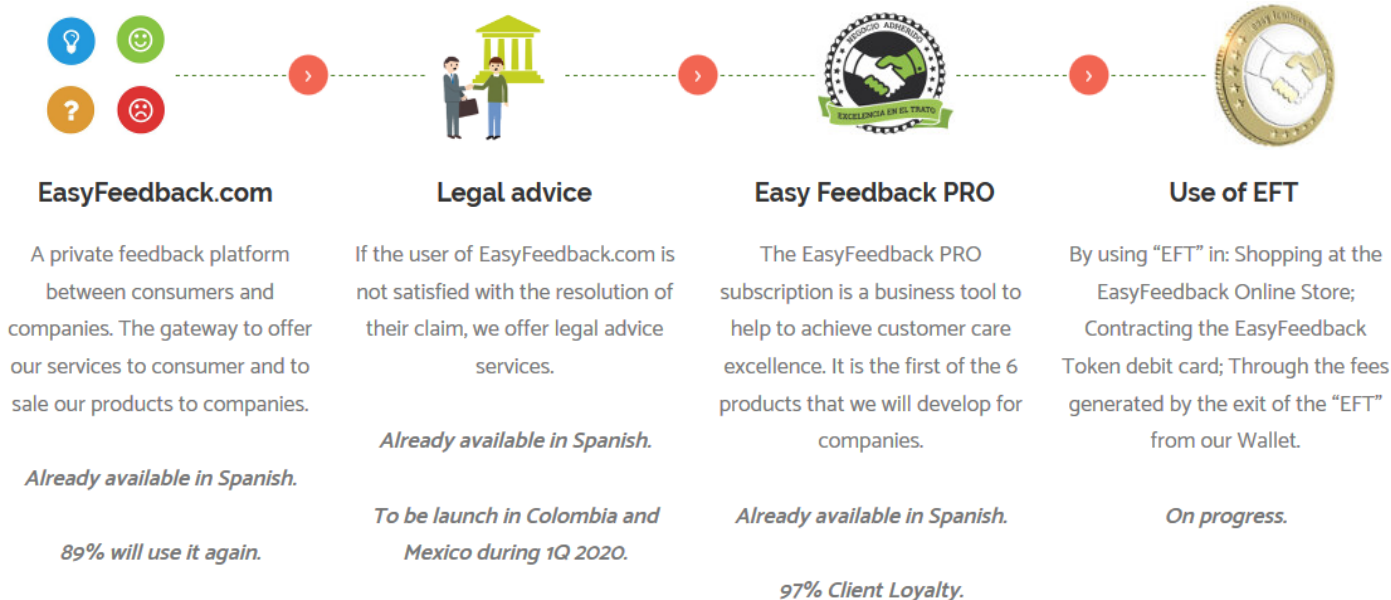 ?
NEGOCIO ADHERIDO
EXCELENCIA EN EL TRATO
EasyFeedback.com
A private feedback platform
between consumers and
companies. The gateway to offer
our services to consumer and to
sale our products to companies.
Already available in Spanish.
89% will use it again.
Legal advice
If the user of EasyFeedback.com is
not satisfied with the resolution of
their claim, we offer legal advice
services.
Already available in Spanish.
To be launch in Colombia and
Mexico during 1Q 2020.
Easy Feedback PRO
The EasyFeedback PRO
subscription is a business tool to
help to achieve customer care
excellence. It is the first of the 6
products that we will develop for
companies.
Already available in Spanish.
97% Client Loyalty.
Use of EFT
By using “EFT” in: Shopping at the
EasyFeedback Online Store;
Contracting the EasyFeedback
Token debit card; Through the fees
generated by the exit of the “EFT”
from our Wallet.
On progress.